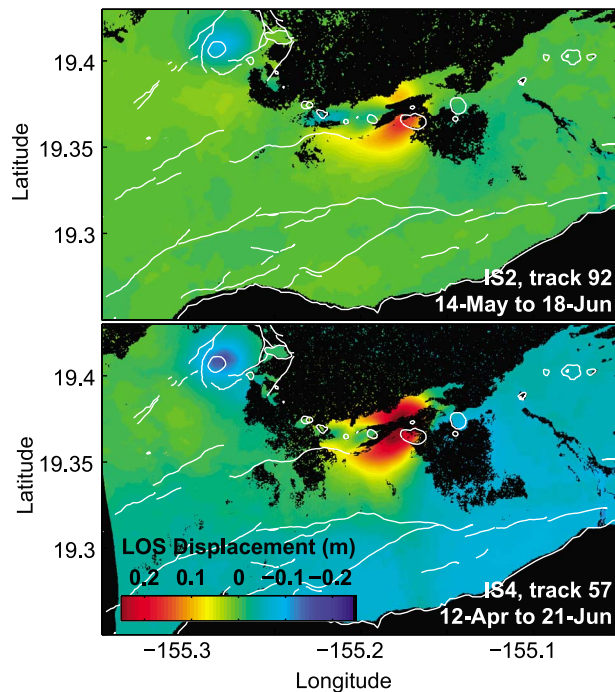 19.4
19.35
19.3
Latitude
IS2, track 92
14-May to 18-Jun
19.4
19.35
19.3
Latitude
LOS Displacement (m)
0.2 0.1 0 −0.1 −0.2
IS4, track 57
12-Apr to 21-Jun
−155.3 −155.2 −155.1
Longitude